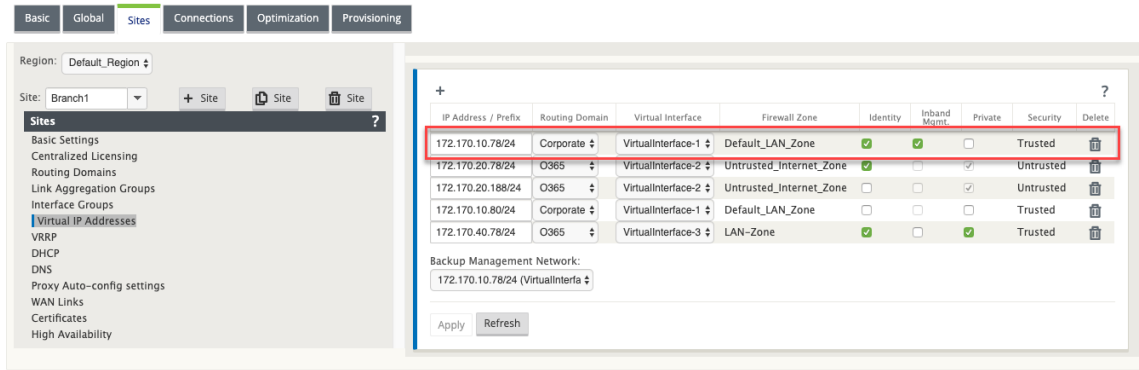 Basic Global Sites Connections Optimization Provisioning
Region: Default_Region
Site: Branch1 + Site Site Site
Sites ?
Basic Settings
Centralized Licensing
Routing Domains
Link Aggregation Groups
Interface Groups
Virtual IP Addresses
VRRP
DHCP
DNS
Proxy Auto-config settings
WAN Links
Certificates
High Availability
+ ?
IP Address / Prefix Routing Domain Virtual Interface Firewall Zone Identity Inband Mgmt. Private Security Delete
172.170.10.78/24 Corporate VirtualInterface-1 Default_LAN_Zone Trusted
172.170.20.78/24 O365 VirtualInterface-2 Untrusted_Internet_Zone Untrusted
172.170.20.188/24 O365 VirtualInterface-2 Untrusted_Internet_Zone Untrusted
172.170.10.80/24 Corporate VirtualInterface-1 Default_LAN_Zone Trusted
172.170.40.78/24 O365 VirtualInterface-3 LAN-Zone Trusted
Backup Management Network:
172.170.10.78/24 (VirtualInterfa
Apply Refresh